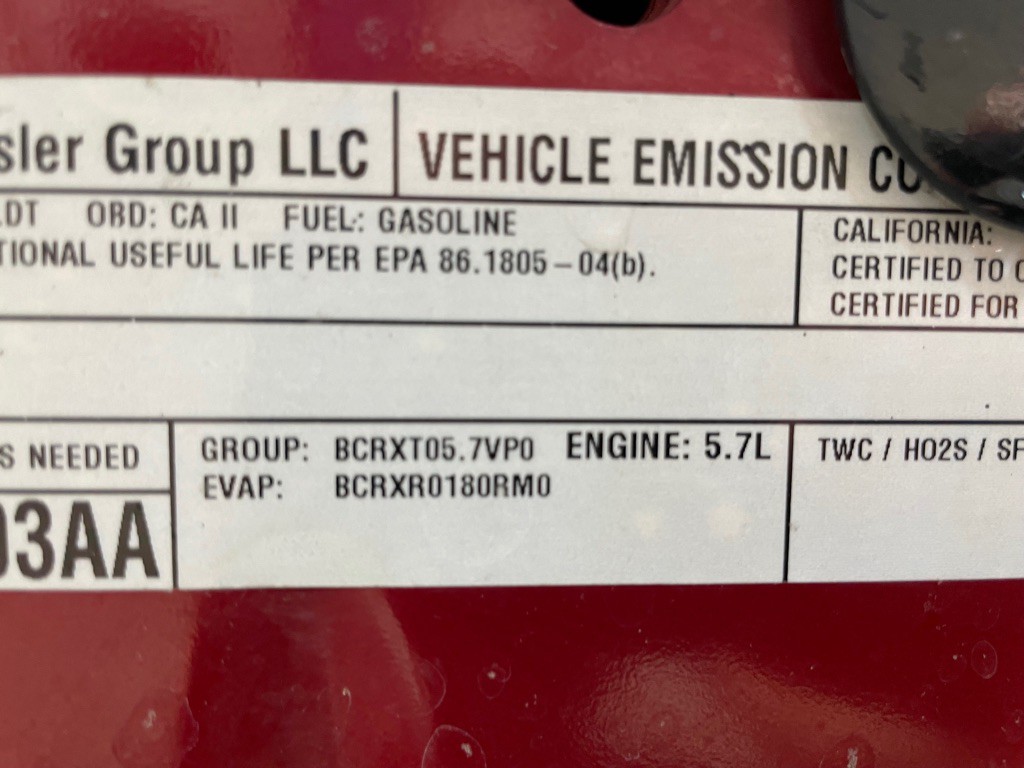 sler Group LLC VEHICLE EMISSION CO
LDT OBD: CA II FUEL: GASOLINE
TIONAL USEFUL LIFE PER EPA 86.1805–04(b).
CALIFORNIA:
CERTIFIED TO
CERTIFIED FOR
S NEEDED
03AA
GROUP: BCRXT05.7VP0 ENGINE: 5.7L
EVAP: BCRXR0180RM0
TWC / HO2S / SF